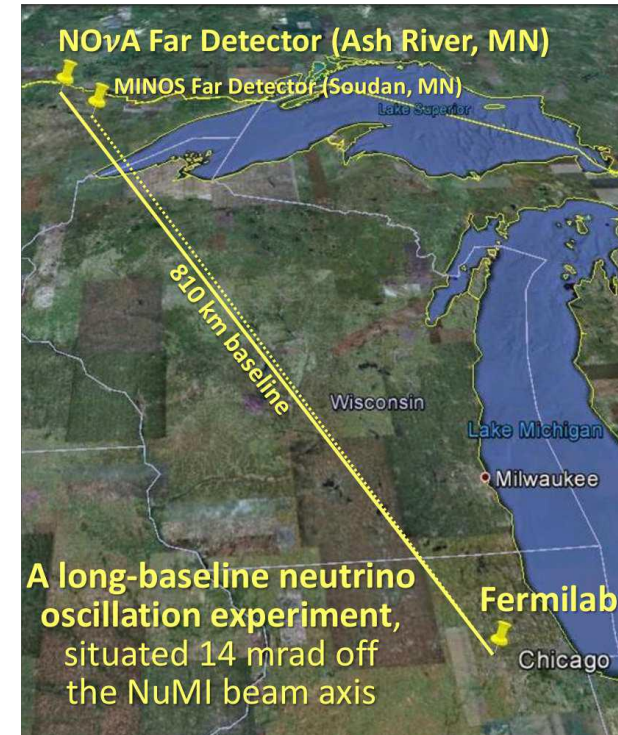 NOνA Far Detector (Ash River, MN)
MINOS Far Detector (Soudan, MN)
Lake Superior
810 km baseline
Wisconsin
Lake Michigan
Milwaukee
A long-baseline neutrino
oscillation experiment,
situated 14 mrad off
the NuMI beam axis
Fermilab
Chicago